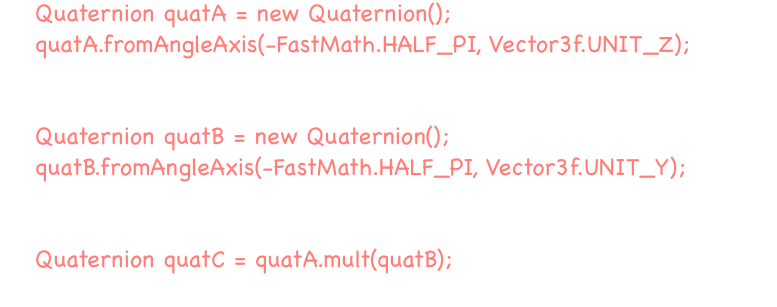 Quaternion quatA = new Quaternion();
quatA.fromAngleAxis(-FastMath.HALF_PI, Vector3f.UNIT_Z);
Quaternion quatB = new Quaternion();
quatB.fromAngleAxis(-FastMath.HALF_PI, Vector3f.UNIT_Y);
Quaternion quatC = quatA.mult(quatB);